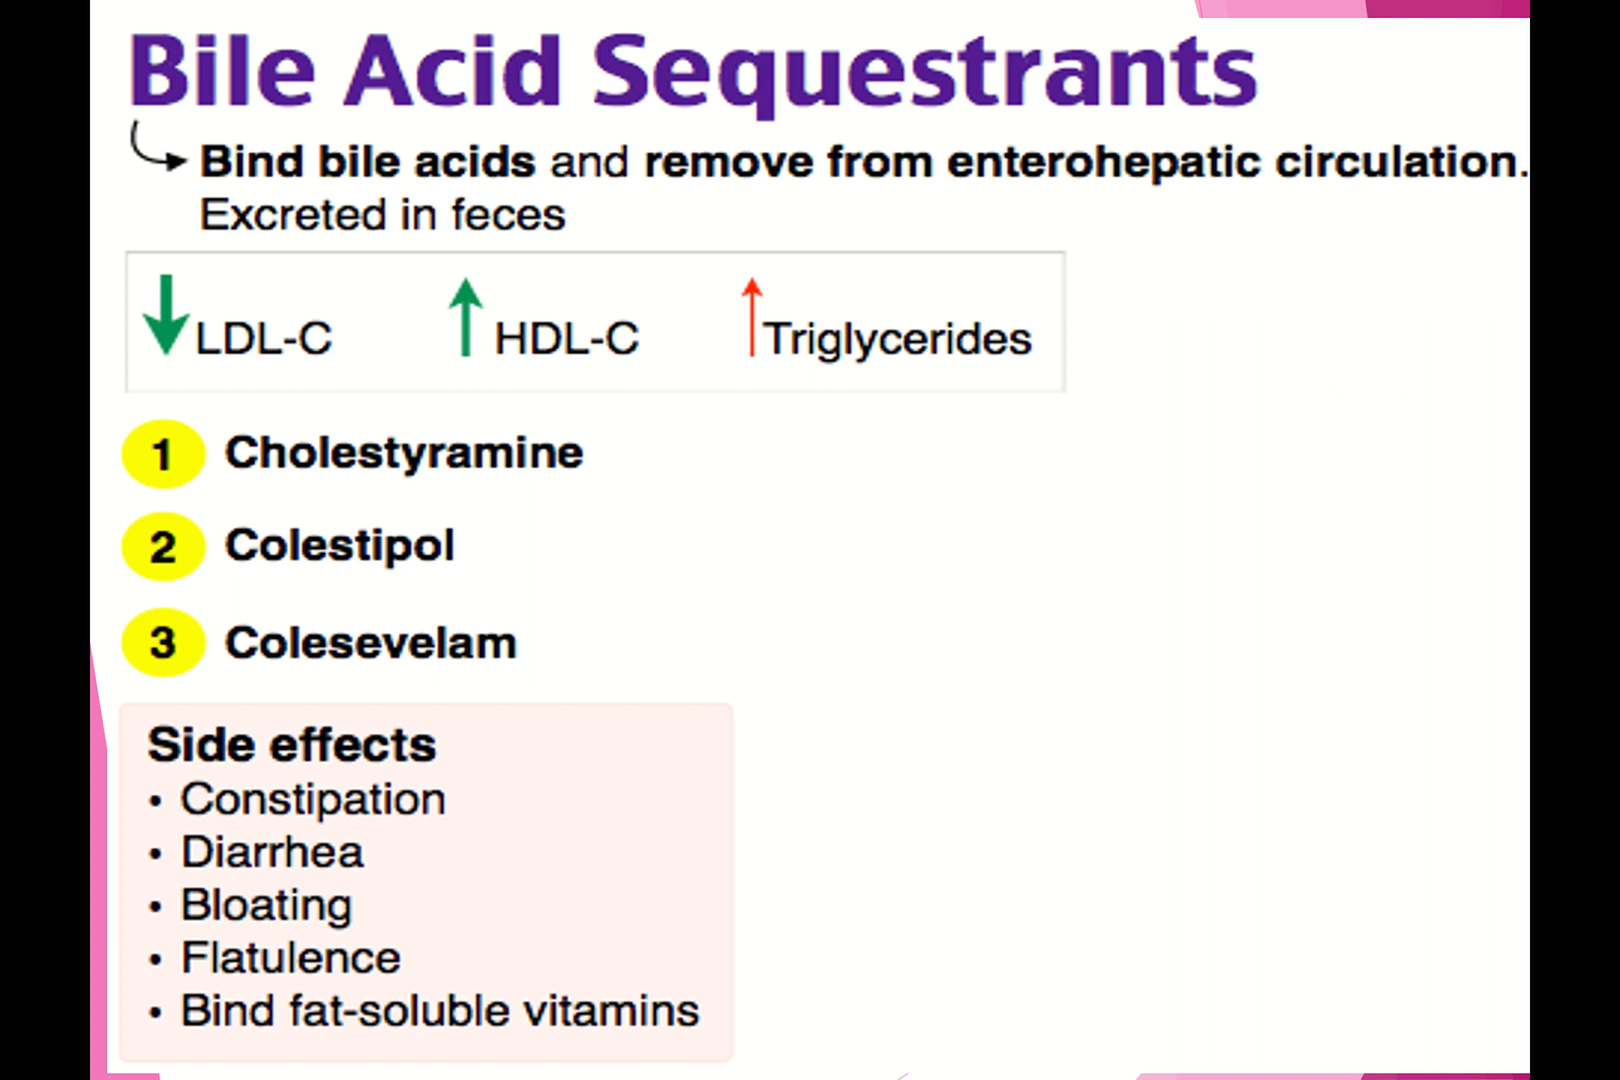 Bile Acid Sequestrants
Bind bile acids and remove from enterohepatic circulation.
Excreted in feces
LDL-C HDL-C Triglycerides
1 Cholestyramine
2 Colestipol
3 Colesevelam
Side effects
• Constipation
• Diarrhea
• Bloating
• Flatulence
• Bind fat-soluble vitamins